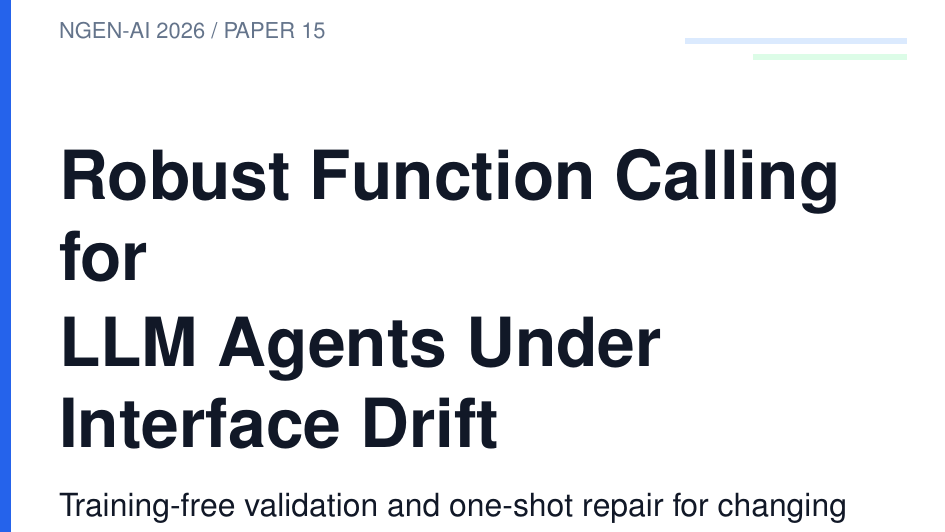 NGEN-AI 2026 / PAPER 15
Robust Function Calling
for
LLM Agents Under
Interface Drift
Training-free validation and one-shot repair for changing